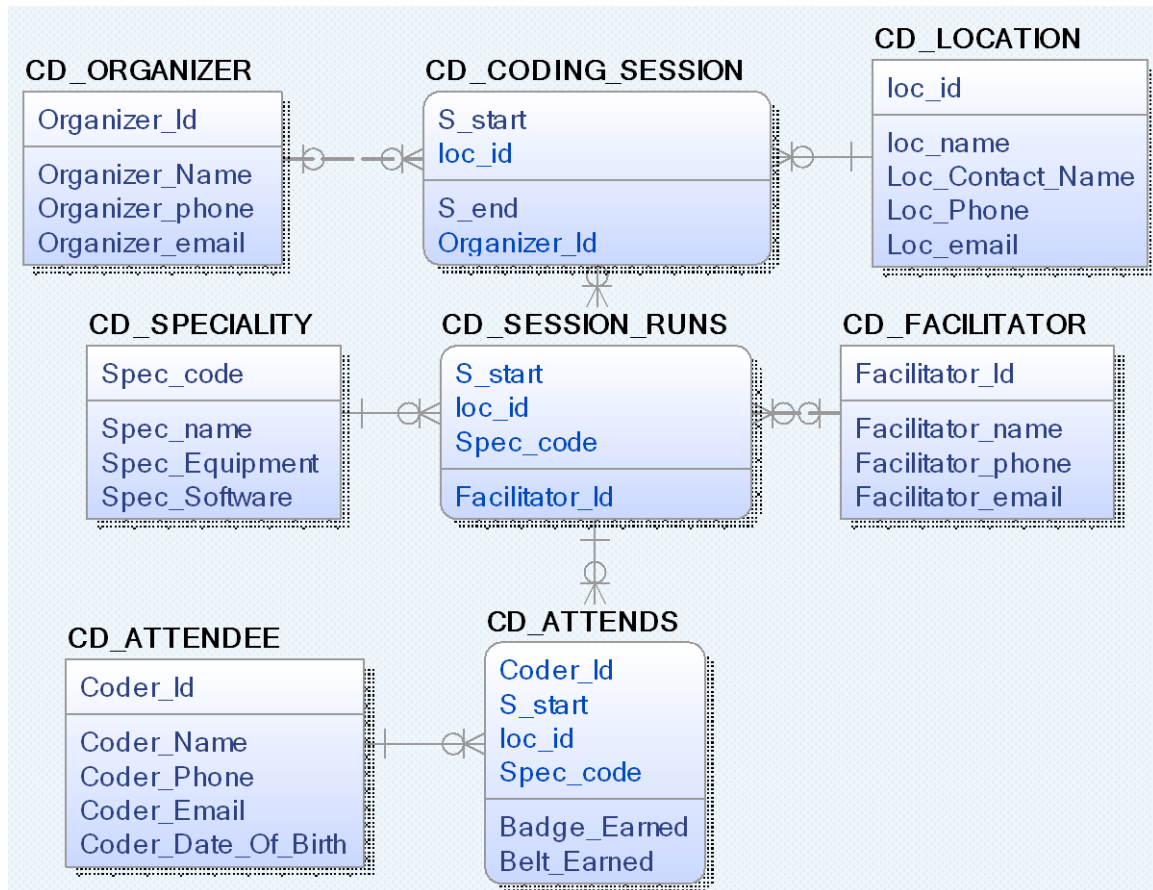 CD_ORGANIZER
Organizer_Id
Organizer_Name
Organizer_phone
Organizer_email
CD_CODING_SESSION
S_start
loc_id
S_end
Organizer_Id
CD_LOCATION
loc_id
loc_name
Loc_Contact_Name
Loc_Phone
Loc_email
CD_SPECIALITY
Spec_code
Spec_name
Spec_Equipment
Spec_Software
CD_SESSION_RUNS
S_start
loc_id
Spec_code
Facilitator_Id
CD_FACILITATOR
Facilitator_Id
Facilitator_name
Facilitator_phone
Facilitator_email
CD_ATTENDEE
Coder_Id
Coder_Name
Coder_Phone
Coder_Email
Coder_Date_Of_Birth
CD_ATTENDS
Coder_Id
S_start
loc_id
Spec_code
Badge_Earned
Belt_Earned